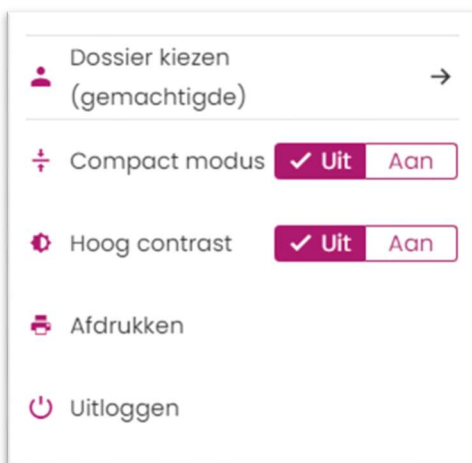 Dossier kiezen
(gemachtigde)
Compact modus Uit Aan
Hoog contrast Uit Aan
Afdrukken
Uitloggen